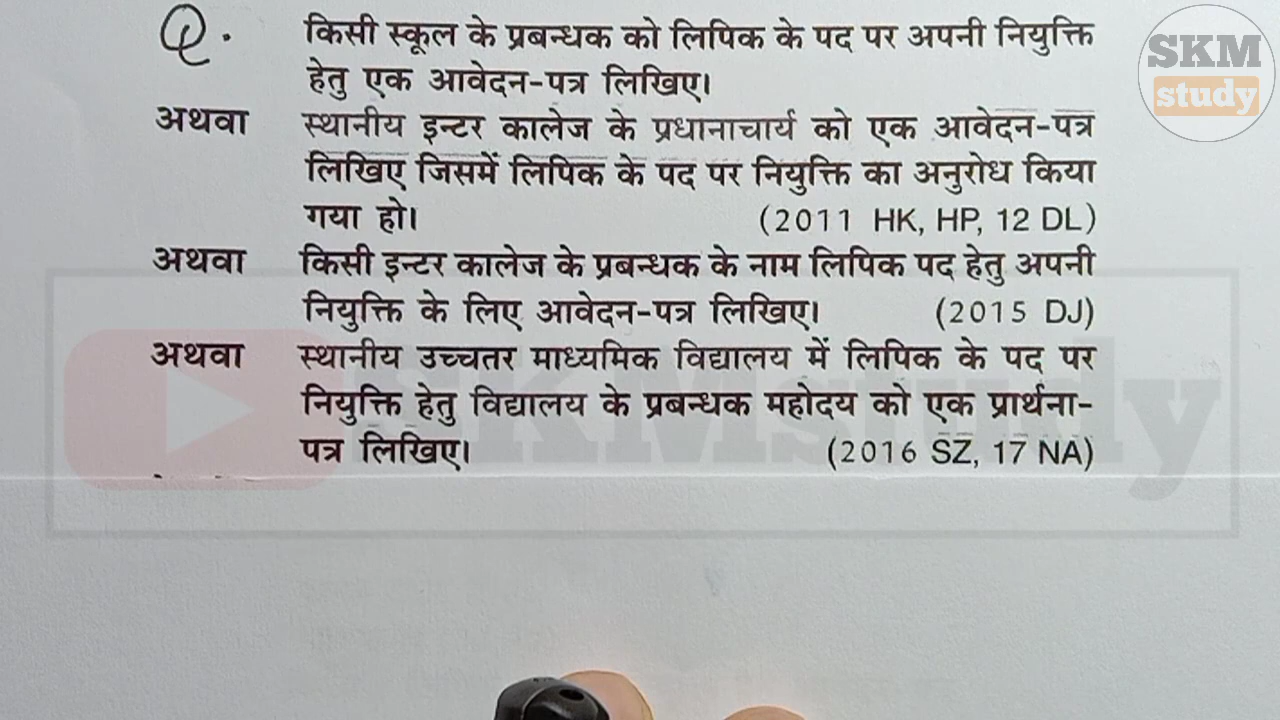 Q. किसी स्कूल के प्रबन्धक को लिपिक के पद पर अपनी नियुक्ति
हेतु एक आवेदन-पत्र लिखिए।
अथवा स्थानीय इन्टर कालेज के प्रधानाचार्य को एक आवेदन-पत्र
लिखिए जिसमें लिपिक के पद पर नियुक्ति का अनुरोध किया
गया हो। (2011 HK, HP, 12 DL)
अथवा किसी इन्टर कालेज के प्रबन्धक के नाम लिपिक पद हेतु अपनी
नियुक्ति के लिए आवेदन-पत्र लिखिए। (2015 DJ)
अथवा स्थानीय उच्चतर माध्यमिक विद्यालय में लिपिक के पद पर
नियुक्ति हेतु विद्यालय के प्रबन्धक महोदय को एक प्रार्थना-
पत्र लिखिए। (2016 SZ, 17 NA)
SKM
study
SKMstudy